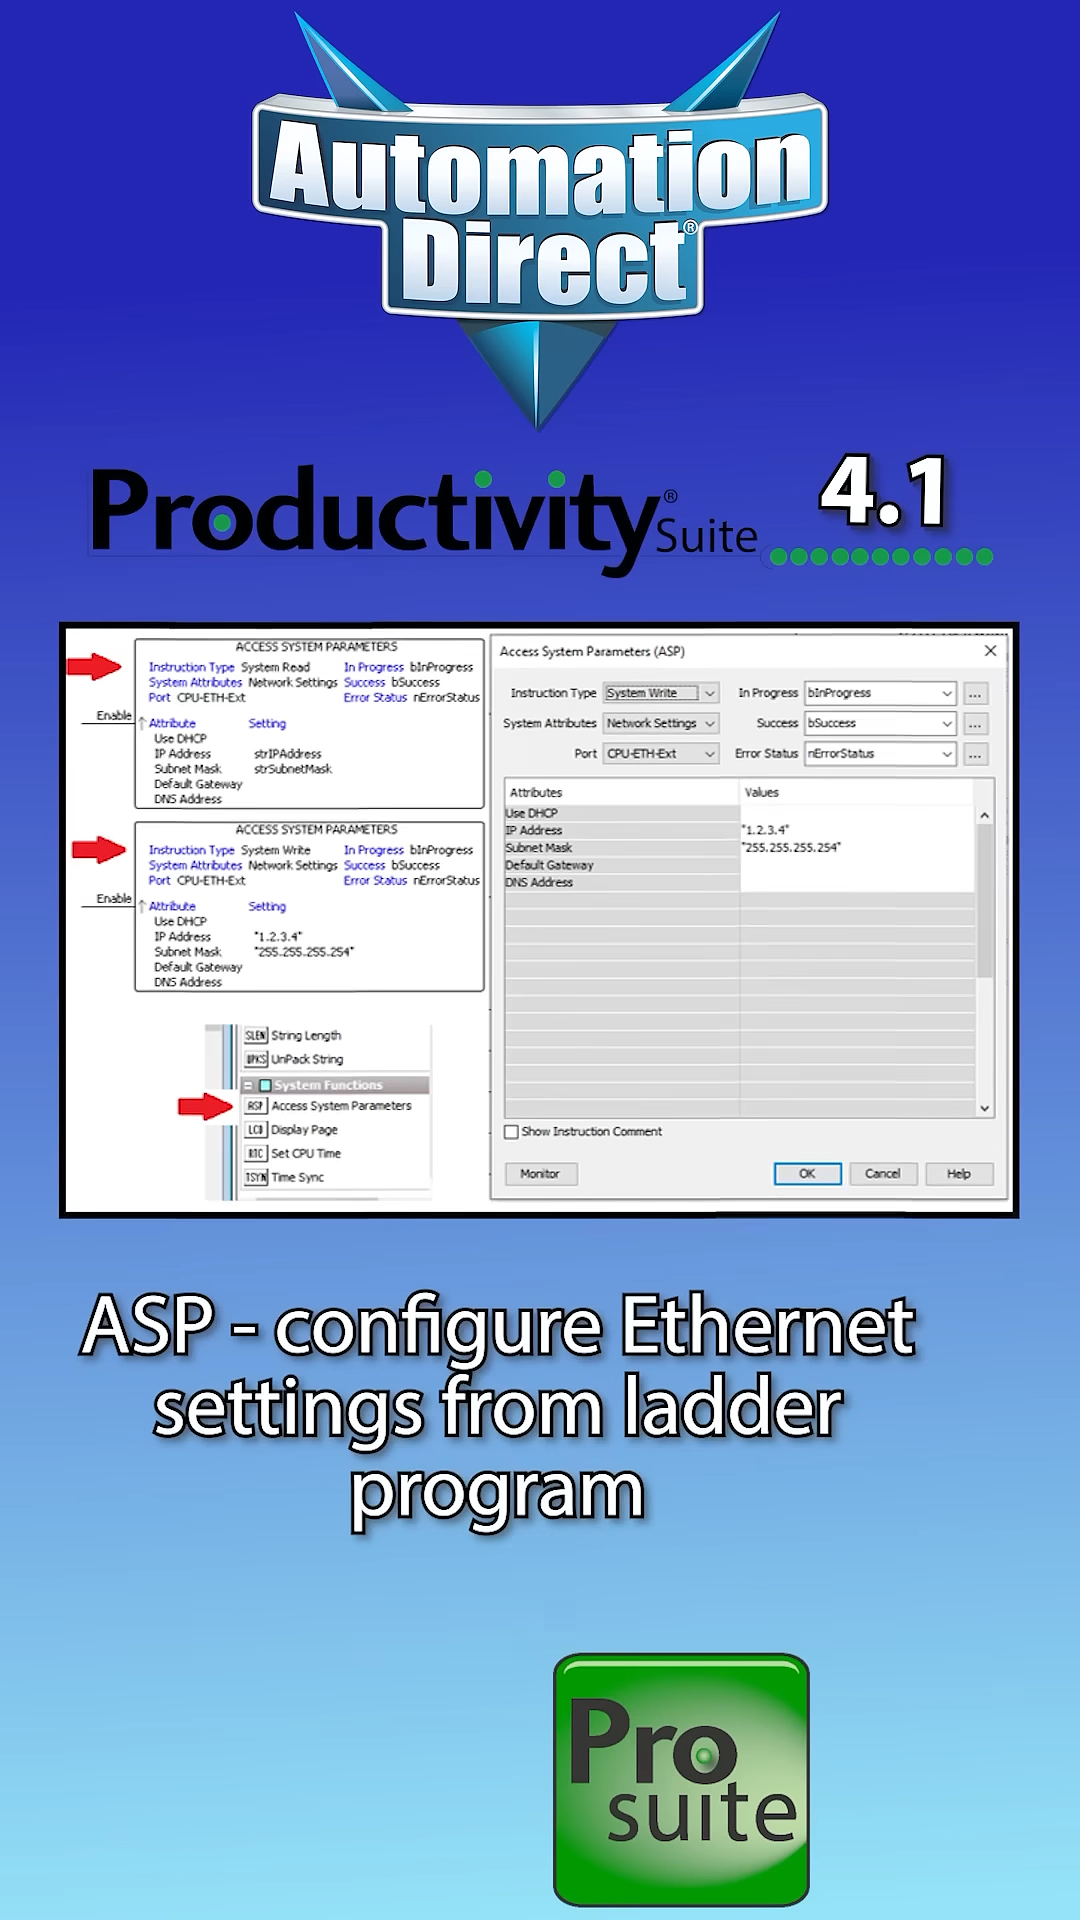 Automation
Direct®
Productivity® Suite 4.1
ACCESS SYSTEM PARAMETERS
Instruction Type System Read In Progress bInProgress
System Attributes Network Settings Success bSuccess
Port CPU-ETH-Ext Error Status nErrorStatus
Enable
Attribute Setting
Use DHCP
IP Address strIPAddress
Subnet Mask strSubnetMask
Default Gateway
DNS Address
ACCESS SYSTEM PARAMETERS
Instruction Type System Write In Progress bInProgress
System Attributes Network Settings Success bSuccess
Port CPU-ETH-Ext Error Status nErrorStatus
Enable
Attribute Setting
Use DHCP
IP Address "1.2.3.4"
Subnet Mask "255.255.255.254"
Default Gateway
DNS Address
SLEN String Length
UPKS UnPack String
System Functions
ASP Access System Parameters
LCD Display Page
RTC Set CPU Time
TSYN Time Sync
Access System Parameters (ASP)
Instruction Type System Write In Progress bInProgress ...
System Attributes Network Settings Success bSuccess ...
Port CPU-ETH-Ext Error Status nErrorStatus ...
Attributes Values
Use DHCP
IP Address "1.2.3.4"
Subnet Mask "255.255.255.254"
Default Gateway
DNS Address
Show Instruction Comment
Monitor OK Cancel Help
ASP - configure Ethernet
settings from ladder
program
Pro
suite